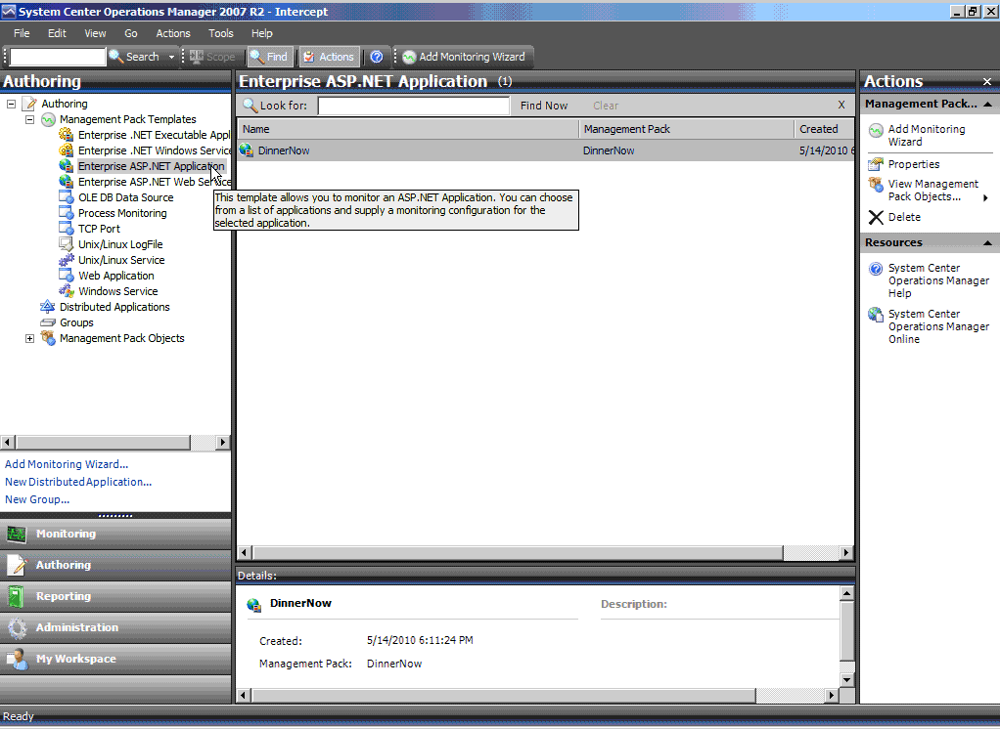 System Center Operations Manager 2007 R2 - Intercept
File Edit View Go Actions Tools Help
Search Scope Find Actions Add Monitoring Wizard
Authoring
Authoring
Management Pack Templates
Enterprise .NET Executable Appl
Enterprise .NET Windows Service
Enterprise ASP.NET Application
Enterprise ASP.NET Web Service
OLE DB Data Source
Process Monitoring
TCP Port
Unix/Linux LogFile
Unix/Linux Service
Web Application
Windows Service
Distributed Applications
Groups
Management Pack Objects
Add Monitoring Wizard...
New Distributed Application...
New Group...
Monitoring
Authoring
Reporting
Administration
My Workspace
Enterprise ASP.NET Application (1)
Look for: Find Now Clear X
Name Management Pack Created
DinnerNow DinnerNow 5/14/2010 6
This template allows you to monitor an ASP.NET Application. You can choose
from a list of applications and supply a monitoring configuration for the
selected application.
Details:
DinnerNow Description:
Created: 5/14/2010 6:11:24 PM
Management Pack: DinnerNow
Actions
Management Pack...
Add Monitoring
Wizard
Properties
View Management
Pack Objects...
Delete
Resources
System Center
Operations Manager
Help
System Center
Operations Manager
Online
Ready